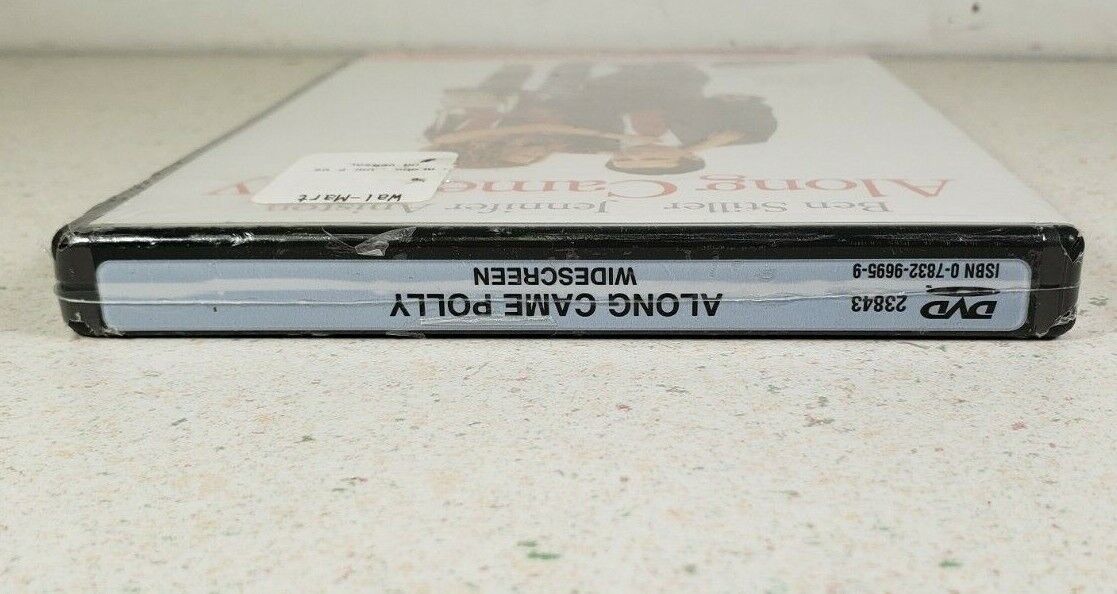 ALONG CAME POLLY
WIDESCREEN
DVD
23843
ISBN 0-7832-9695-9
Wal-Mart
Along Came
Ben Stiller Jennifer Aniston